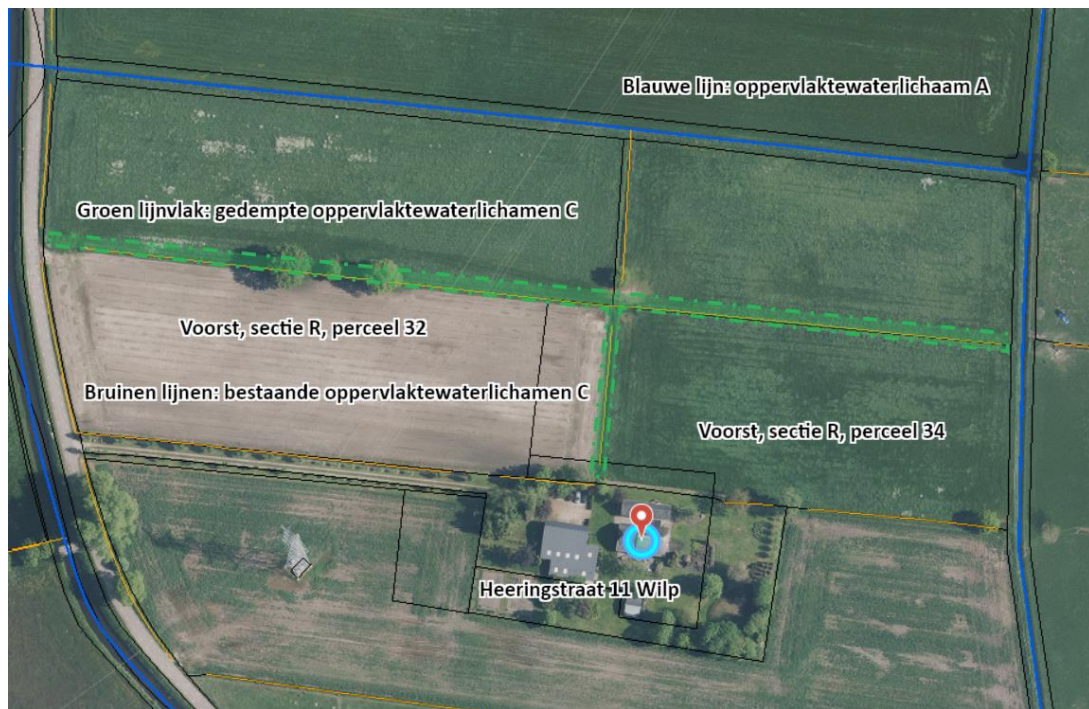 Blauwe lijn: oppervlaktewaterlichaam A
Groen lijnvlak: gedempte oppervlaktewaterlichamen C
Voorst, sectie R, perceel 32
Bruinen lijnen: bestaande oppervlaktewaterlichamen C
Voorst, sectie R, perceel 34
Heeringstraat 11 Wilp